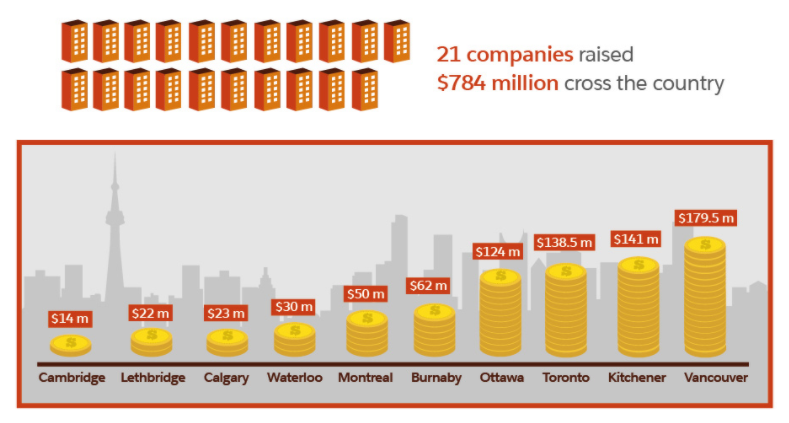 21 companies raised
$784 million cross the country
$179.5 m
$138.5 m
$141 m
$124 m
$62 m
$50 m
$30 m
$22 m
$23 m
$14 m
Cambridge Lethbridge Calgary Waterloo Montreal Burnaby Ottawa Toronto Kitchener Vancouver